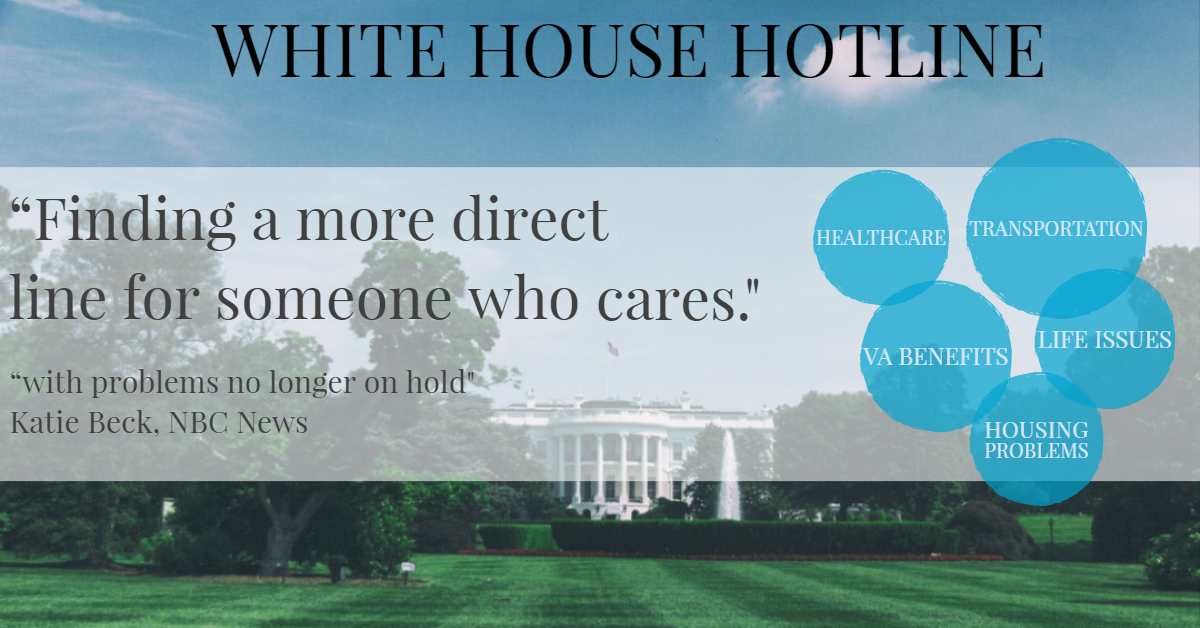 WHITE HOUSE HOTLINE
“Finding a more direct
line for someone who cares."
“with problems no longer on hold"
Katie Beck, NBC News
HEALTHCARE
TRANSPORTATION
VA BENEFITS
LIFE ISSUES
HOUSING
PROBLEMS